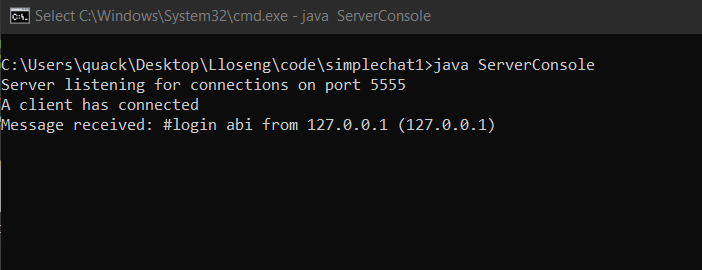 Select C:\Windows\System32\cmd.exe - java  ServerConsole
C:\Users\quack\Desktop\Lloseng\code\simplechat1>java ServerConsole
Server listening for connections on port 5555
A client has connected
Message received: #login abi from 127.0.0.1 (127.0.0.1)